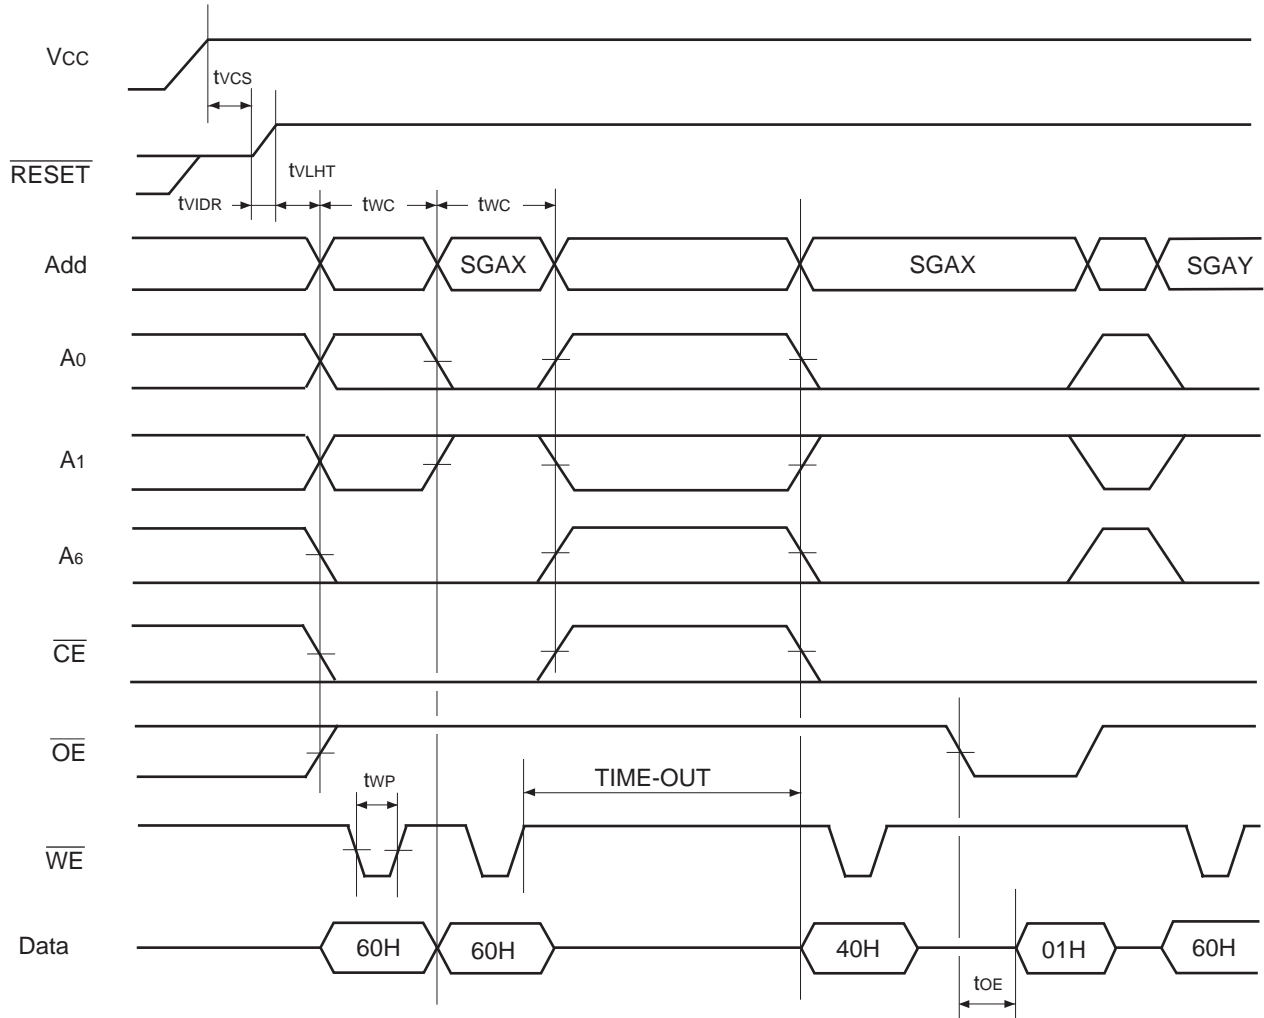 VCC
tVCS
RESET
tVLHT
tVIDR
tWC
tWC
Add
SGAX
SGAX
SGAY
A0
A1
A6
CE
OE
TIME-OUT
tWP
WE
Data
60H
60H
40H
01H
60H
tOE